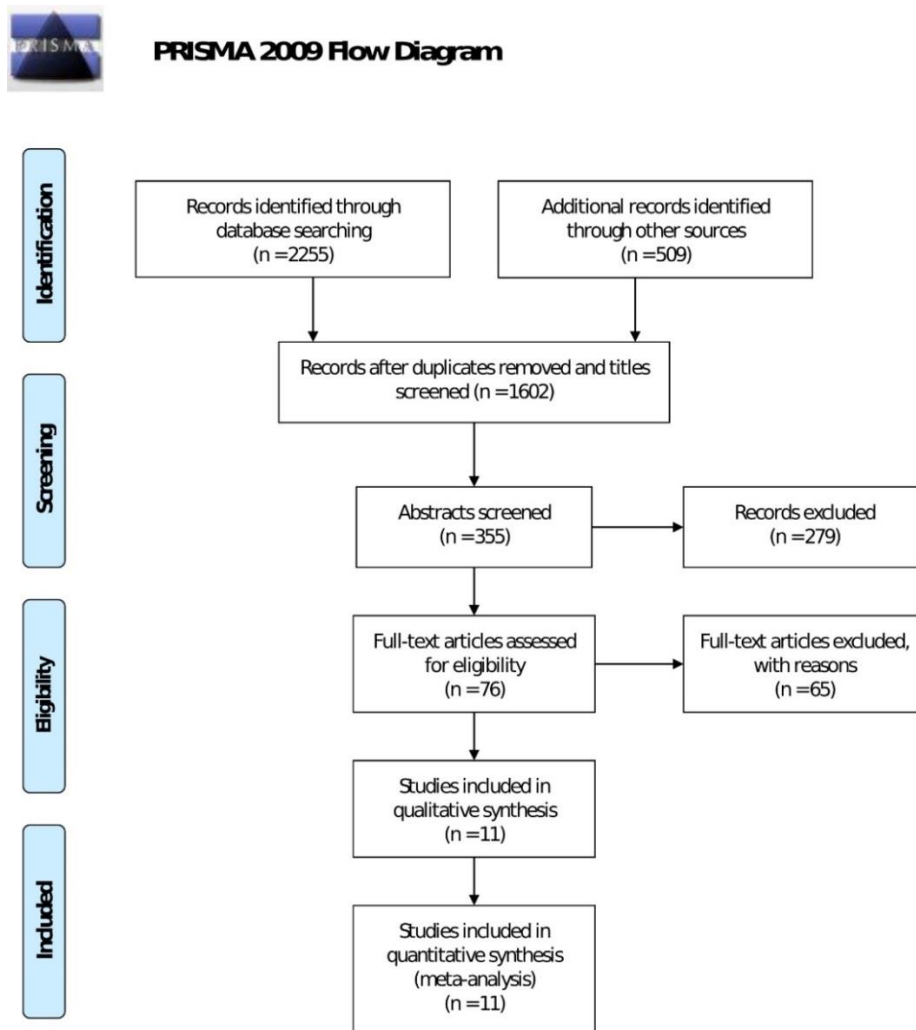 PRISMA
PRISMA 2009 Flow Diagram
Identification
Records identified through
database searching
(n = 2255)
Additional records identified
through other sources
(n = 509)
Records after duplicates removed and titles
screened (n = 1602)
Screening
Abstracts screened
(n = 355)
Records excluded
(n = 279)
Eligibility
Full-text articles assessed
for eligibility
(n = 76)
Full-text articles excluded,
with reasons
(n = 65)
Studies included in
qualitative synthesis
(n = 11)
Included
Studies included in
quantitative synthesis
(meta-analysis)
(n = 11)